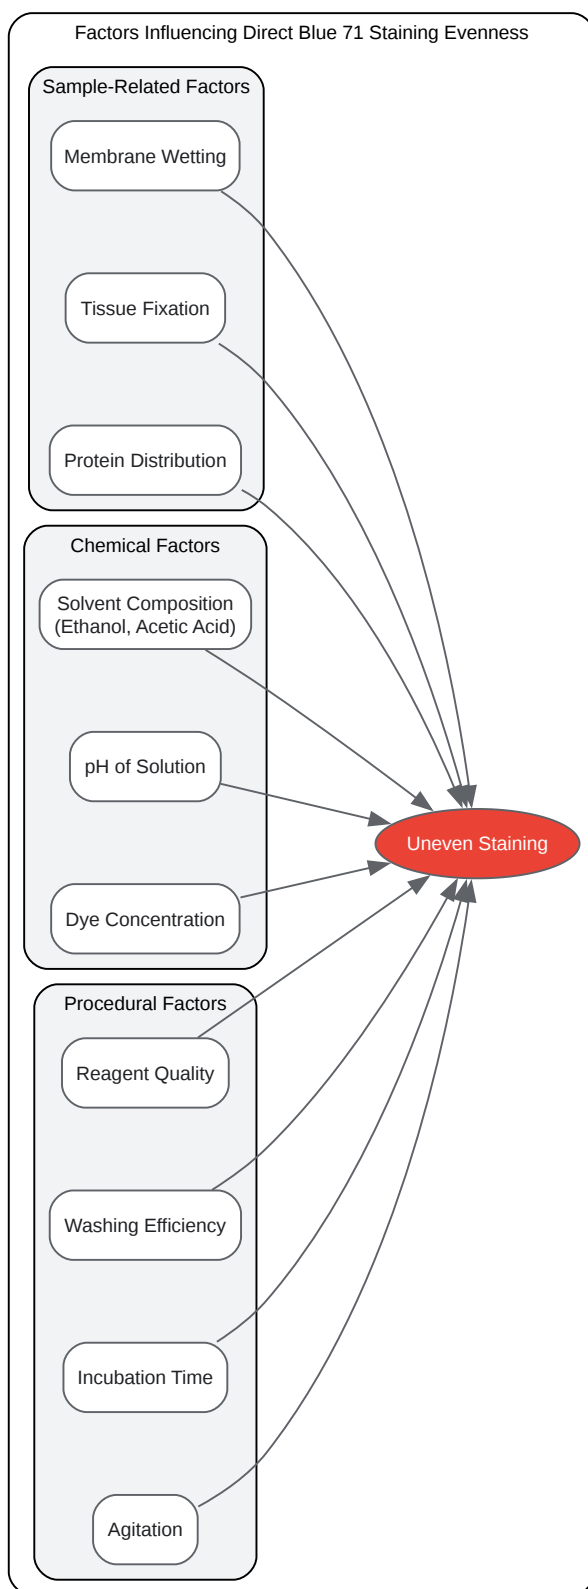 Factors Influencing Direct Blue 71 Staining Evenness
Sample-Related Factors
Membrane Wetting
Tissue Fixation
Protein Distribution
Chemical Factors
Solvent Composition
(Ethanol, Acetic Acid)
pH of Solution
Dye Concentration
Uneven Staining
Procedural Factors
Reagent Quality
Washing Efficiency
Incubation Time
Agitation